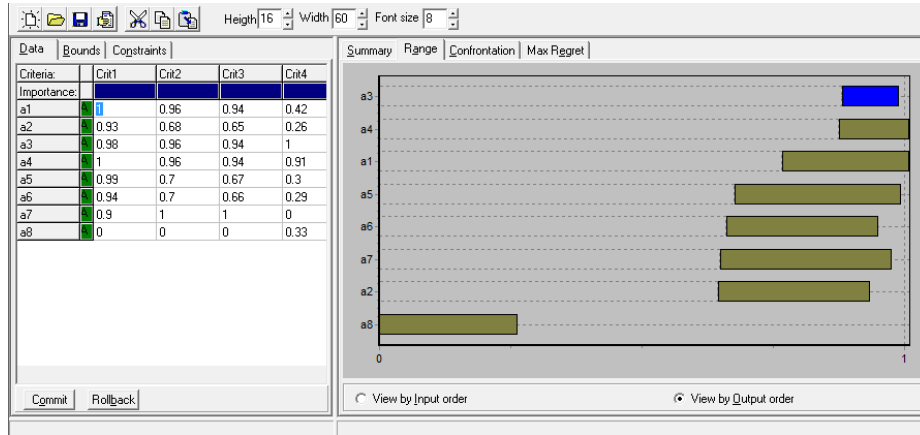 Heigth 16 Width 60 Font size 8
Data Bounds Constraints
Criteria: Crit1 Crit2 Crit3 Crit4
Importance:
a1 A 1 0.96 0.94 0.42
a2 A 0.93 0.68 0.65 0.26
a3 A 0.98 0.96 0.94 1
a4 A 1 0.96 0.94 0.91
a5 A 0.99 0.7 0.67 0.3
a6 A 0.94 0.7 0.66 0.29
a7 A 0.9 1 1 0
a8 A 0 0 0 0.33
Commit Rollback
Summary Range Confrontation Max Regret
a3
a4
a1
a5
a6
a7
a2
a8
0 1
View by Input order View by Output order